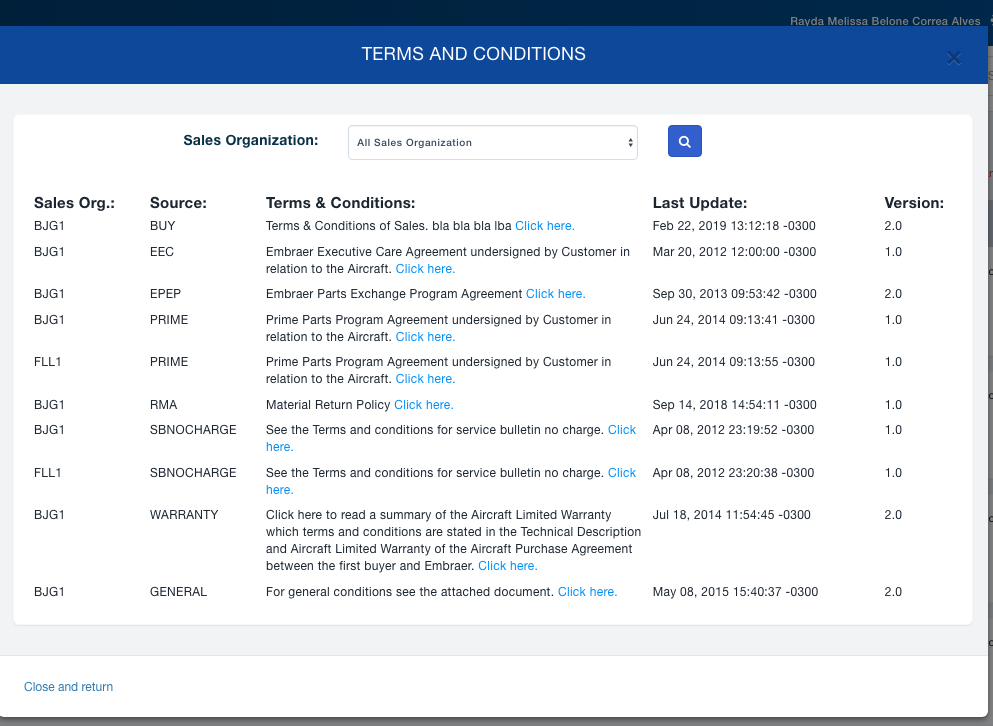 Rayda Melissa Belone Correa Alves
TERMS AND CONDITIONS
Sales Organization:
All Sales Organization
Sales Org.: Source: Terms & Conditions: Last Update: Version:
BJG1 BUY Terms & Conditions of Sales. bla bla bla lba Click here. Feb 22, 2019 13:12:18 -0300 2.0
BJG1 EEC Embraer Executive Care Agreement undersigned by Customer in Mar 20, 2012 12:00:00 -0300 1.0
relation to the Aircraft. Click here.
BJG1 EPEP Embraer Parts Exchange Program Agreement Click here. Sep 30, 2013 09:53:42 -0300 2.0
BJG1 PRIME Prime Parts Program Agreement undersigned by Customer in Jun 24, 2014 09:13:41 -0300 1.0
relation to the Aircraft. Click here.
FLL1 PRIME Prime Parts Program Agreement undersigned by Customer in Jun 24, 2014 09:13:55 -0300 1.0
relation to the Aircraft. Click here.
BJG1 RMA Material Return Policy Click here. Sep 14, 2018 14:54:11 -0300 1.0
BJG1 SBNOCHARGE See the Terms and conditions for service bulletin no charge. Click Apr 08, 2012 23:19:52 -0300 1.0
here.
FLL1 SBNOCHARGE See the Terms and conditions for service bulletin no charge. Click Apr 08, 2012 23:20:38 -0300 1.0
here.
BJG1 WARRANTY Click here to read a summary of the Aircraft Limited Warranty Jul 18, 2014 11:54:45 -0300 2.0
which terms and conditions are stated in the Technical Description
and Aircraft Limited Warranty of the Aircraft Purchase Agreement
between the first buyer and Embraer. Click here.
BJG1 GENERAL For general conditions see the attached document. Click here. May 08, 2015 15:40:37 -0300 2.0
Close and return